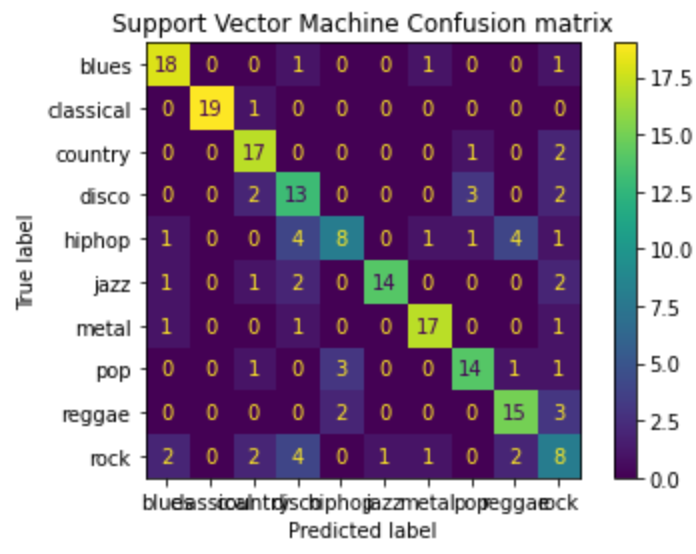 Support Vector Machine Confusion matrix
blues 18 0 0 1 0 0 1 0 0 1
classical 0 19 1 0 0 0 0 0 0 0
country 0 0 17 0 0 0 0 1 0 2
disco 0 0 2 13 0 0 0 3 0 2
hiphop 1 0 0 4 8 0 1 1 4 1
jazz 1 0 1 2 0 14 0 0 0 2
metal 1 0 0 1 0 0 17 0 0 1
pop 0 0 1 0 3 0 0 14 1 1
reggae 0 0 0 0 2 0 0 0 15 3
rock 2 0 2 4 0 1 1 0 2 8
blues classical country disco hiphop jazz metal pop reggae rock
True label
Predicted label
17.5
15.0
12.5
10.0
7.5
5.0
2.5
0.0